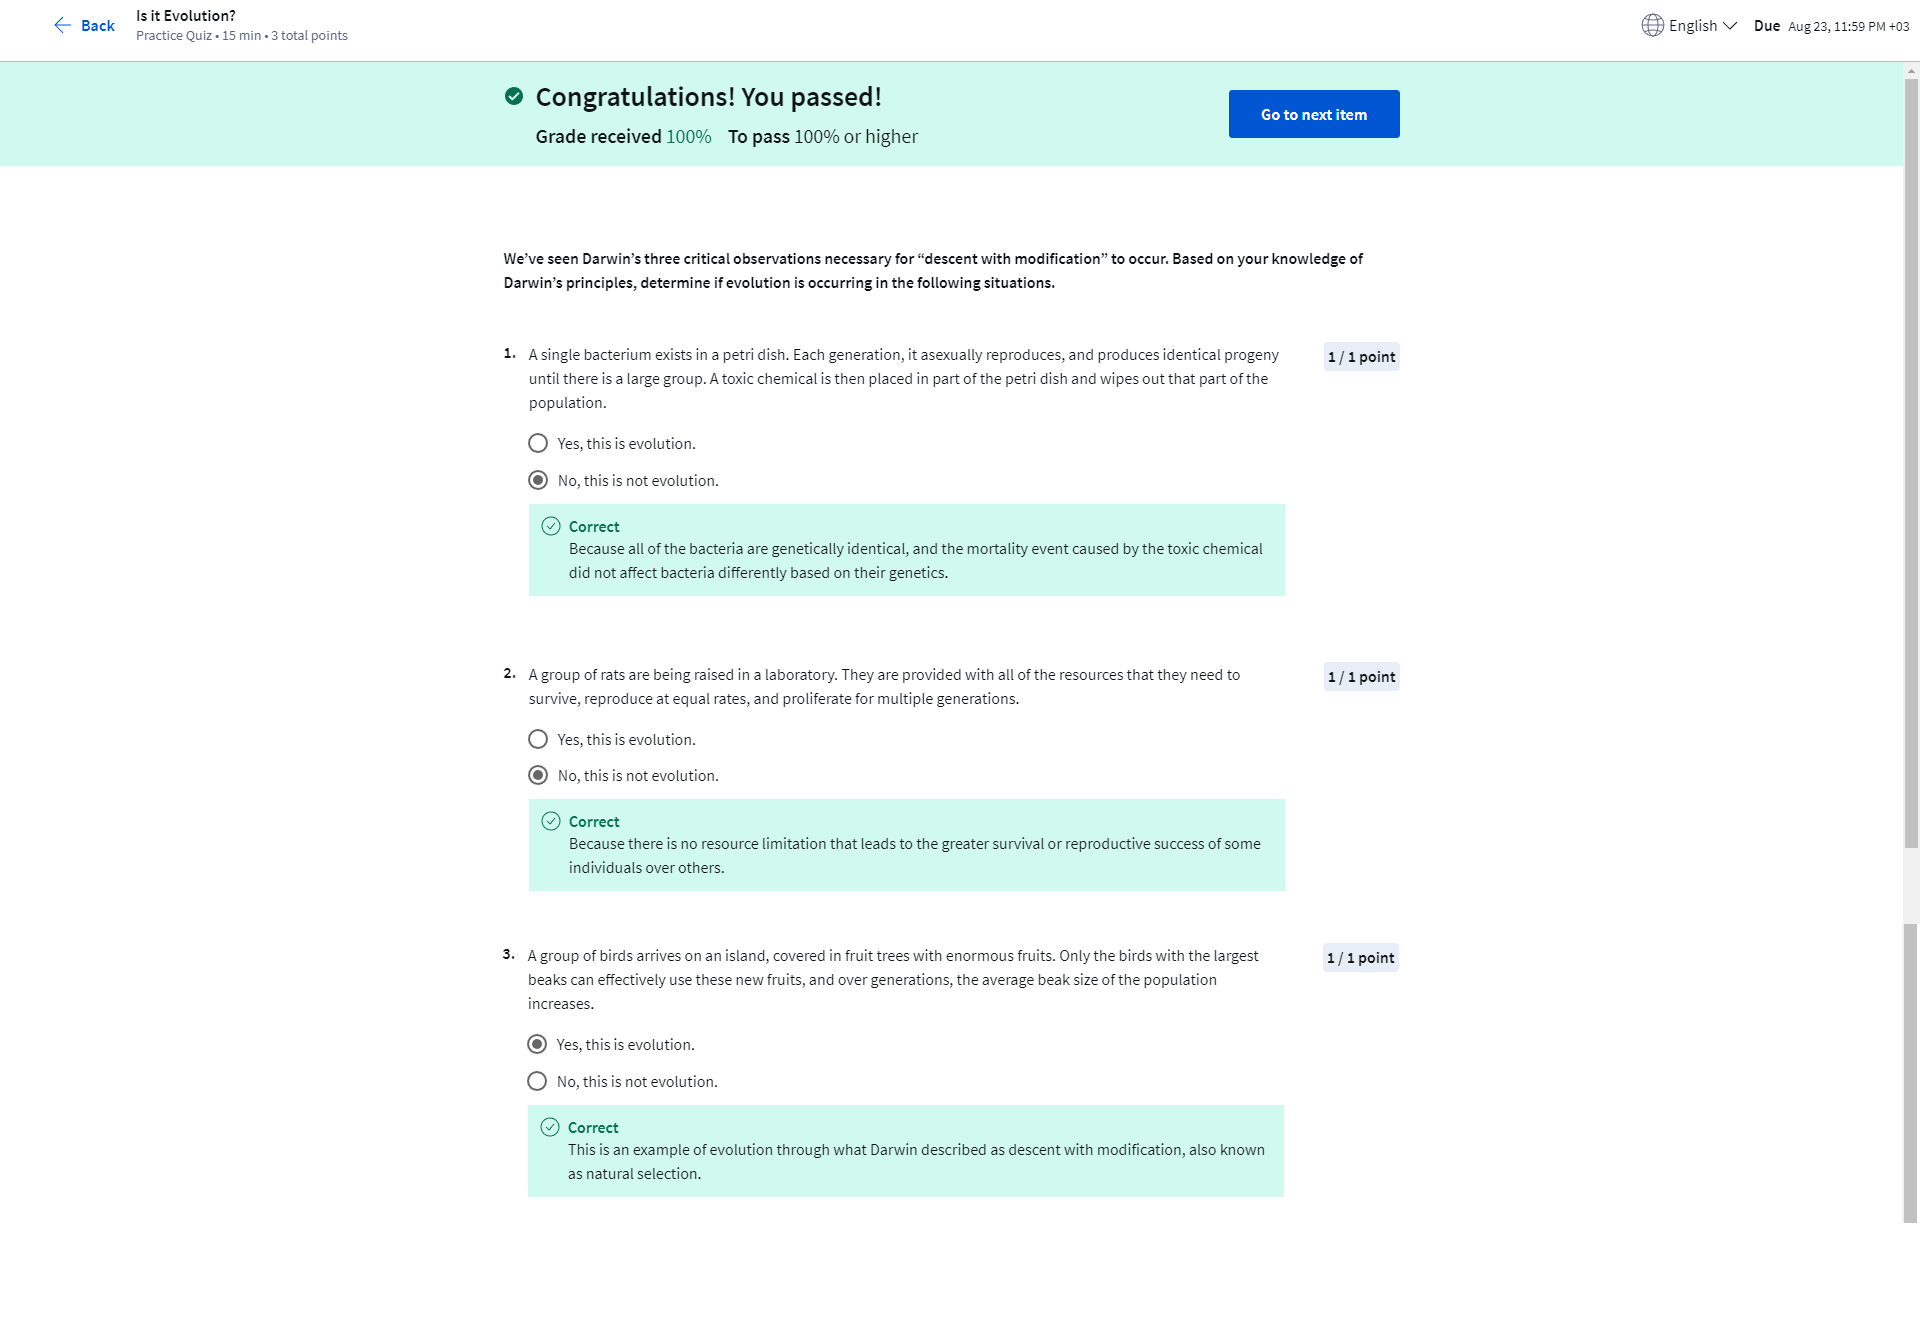 Back
Is it Evolution?
Practice Quiz • 15 min • 3 total points
English
Due Aug 23, 11:59 PM +03
Congratulations! You passed!
Grade received 100% To pass 100% or higher
Go to next item
We’ve seen Darwin’s three critical observations necessary for “descent with modification” to occur. Based on your knowledge of
Darwin’s principles, determine if evolution is occurring in the following situations.
1. A single bacterium exists in a petri dish. Each generation, it asexually reproduces, and produces identical progeny
until there is a large group. A toxic chemical is then placed in part of the petri dish and wipes out that part of the
population.
1 / 1 point
Yes, this is evolution.
No, this is not evolution.
Correct
Because all of the bacteria are genetically identical, and the mortality event caused by the toxic chemical
did not affect bacteria differently based on their genetics.
2. A group of rats are being raised in a laboratory. They are provided with all of the resources that they need to
survive, reproduce at equal rates, and proliferate for multiple generations.
1 / 1 point
Yes, this is evolution.
No, this is not evolution.
Correct
Because there is no resource limitation that leads to the greater survival or reproductive success of some
individuals over others.
3. A group of birds arrives on an island, covered in fruit trees with enormous fruits. Only the birds with the largest
beaks can effectively use these new fruits, and over generations, the average beak size of the population
increases.
1 / 1 point
Yes, this is evolution.
No, this is not evolution.
Correct
This is an example of evolution through what Darwin described as descent with modification, also known
as natural selection.